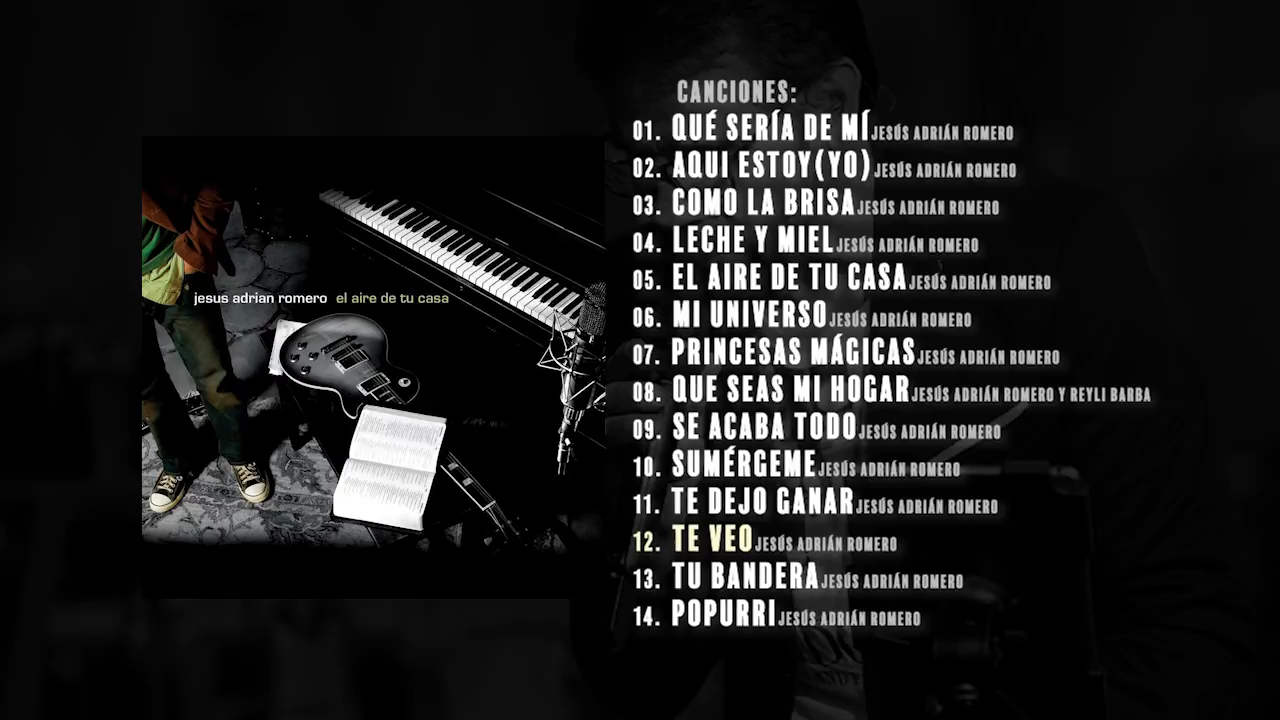 jesus adrian romero el aire de tu casa
CANCIONES:
01. QUÉ SERÍA DE MÍ JESÚS ADRIÁN ROMERO
02. AQUI ESTOY(YO) JESÚS ADRIÁN ROMERO
03. COMO LA BRISA JESÚS ADRIÁN ROMERO
04. LECHE Y MIEL JESÚS ADRIÁN ROMERO
05. EL AIRE DE TU CASA JESÚS ADRIÁN ROMERO
06. MI UNIVERSO JESÚS ADRIÁN ROMERO
07. PRINCESAS MÁGICAS JESÚS ADRIÁN ROMERO
08. QUE SEAS MI HOGAR JESÚS ADRIÁN ROMERO Y REYLI BARBA
09. SE ACABA TODO JESÚS ADRIÁN ROMERO
10. SUMÉRGEME JESÚS ADRIÁN ROMERO
11. TE DEJO GANAR JESÚS ADRIÁN ROMERO
12. TE VEO JESÚS ADRIÁN ROMERO
13. TU BANDERA JESÚS ADRIÁN ROMERO
14. POPURRI JESÚS ADRIÁN ROMERO